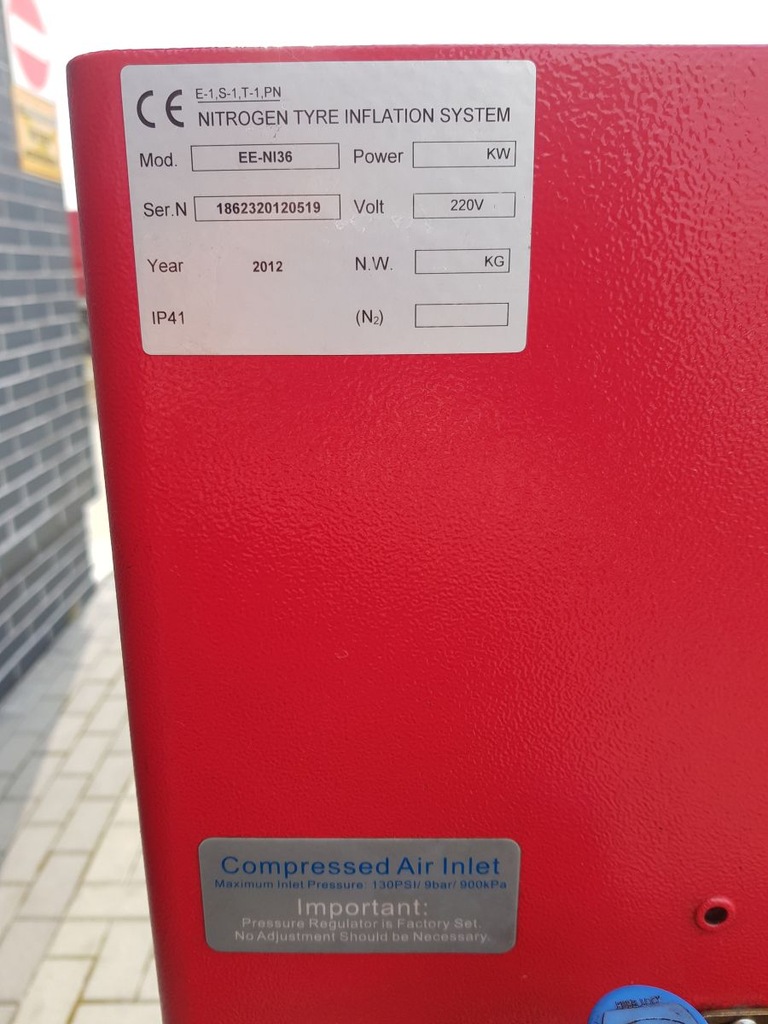 CE E-1,S-1,T-1,PN
NITROGEN TYRE INFLATION SYSTEM
Mod. EE-NI36 Power KW
Ser.N 1862320120519 Volt 220V
Year 2012 N.W. KG
IP41 (N₂)
Compressed Air Inlet
Maximum Inlet Pressure: 130PSI/ 9bar/ 900kPa
Important:
Pressure Regulator is Factory Set.
No Adjustment Should be Necessary.